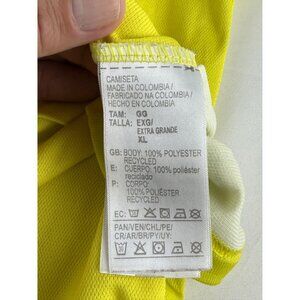 CAMISETA
MADE IN COLOMBIA/
FABRICADO NA COLOMBIA/
HECHO EN COLOMBIA
TAM: GG
TALLA: EXG/
EXTRA GRANDE
XL
GB: BODY: 100% POLYESTER
RECYCLED
E: CUERPO: 100% poliéster
reciclado
P: CORPO:
100% POLIÉSTER
RECYCLED
EC:
PAN/VEN/CHL/PE/
CR/AR/BR/PY/UY: